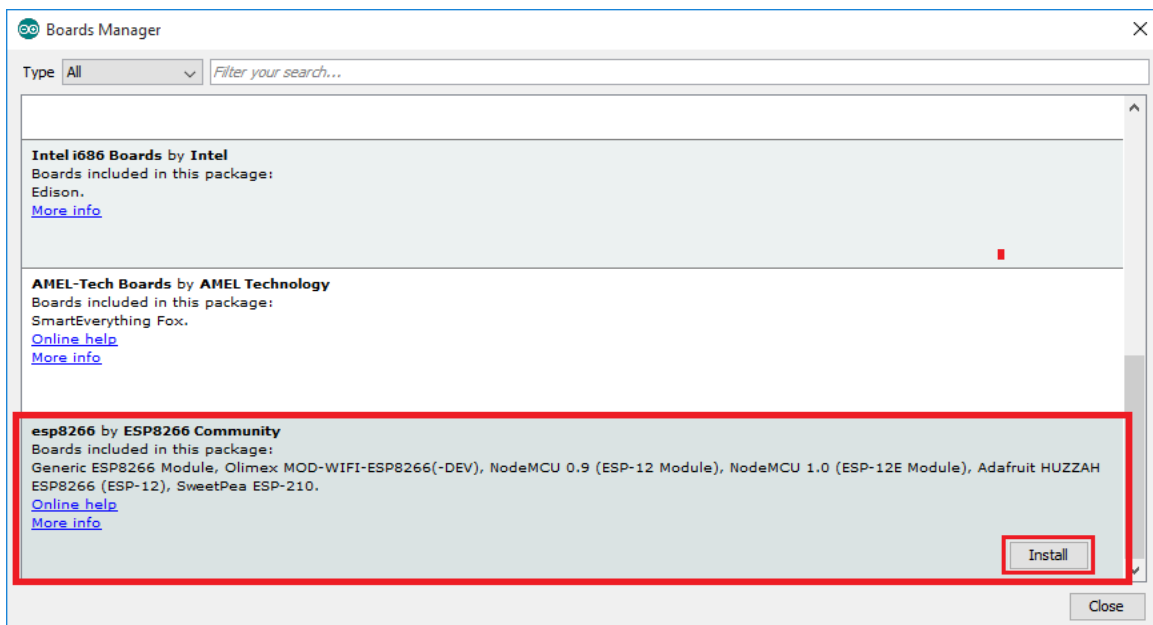 Boards Manager
Type All Filter your search...
Intel i686 Boards by Intel
Boards included in this package:
Edison.
More info
AMEL-Tech Boards by AMEL Technology
Boards included in this package:
SmartEverything Fox.
Online help
More info
esp8266 by ESP8266 Community
Boards included in this package:
Generic ESP8266 Module, Olimex MOD-WIFI-ESP8266(-DEV), NodeMCU 0.9 (ESP-12 Module), NodeMCU 1.0 (ESP-12E Module), Adafruit HUZZAH
ESP8266 (ESP-12), SweetPea ESP-210.
Online help
More info
Install
Close